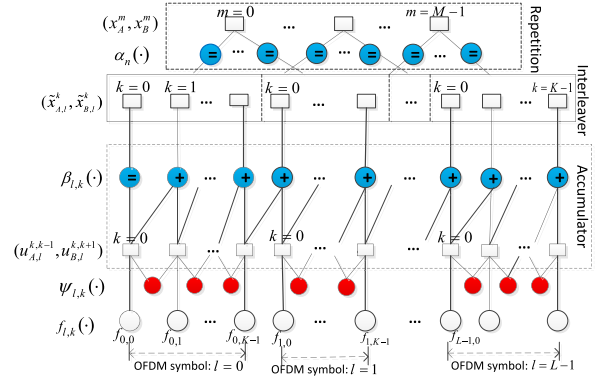 (x_A^m, x_B^m) m=0 ... m=M-1 Repetition
α_n(·) = ... = = ... = = ... =
(x̃_{A,l}^k, x̃_{B,l}^k) k=0 k=1 ... k=0 ... ... k=0 ... k=K-1 Interleaver
β_{l,k}(·) = + ... + + ... + ... + + ... + Accumulator
(u_{A,l}^{k,k-1}, u_{B,l}^{k,k+1}) k=0 ... k=0 ... ... k=0 ...
ψ_{l,k}(·) ... ... ...
f_{l,k}(·) ... ... ... ...
f_{0,0} f_{0,1} f_{0,K-1} f_{1,0} f_{1,K-1} f_{L-1,0}
OFDM symbol: l=0 OFDM symbol: l=1 OFDM symbol: l=L-1